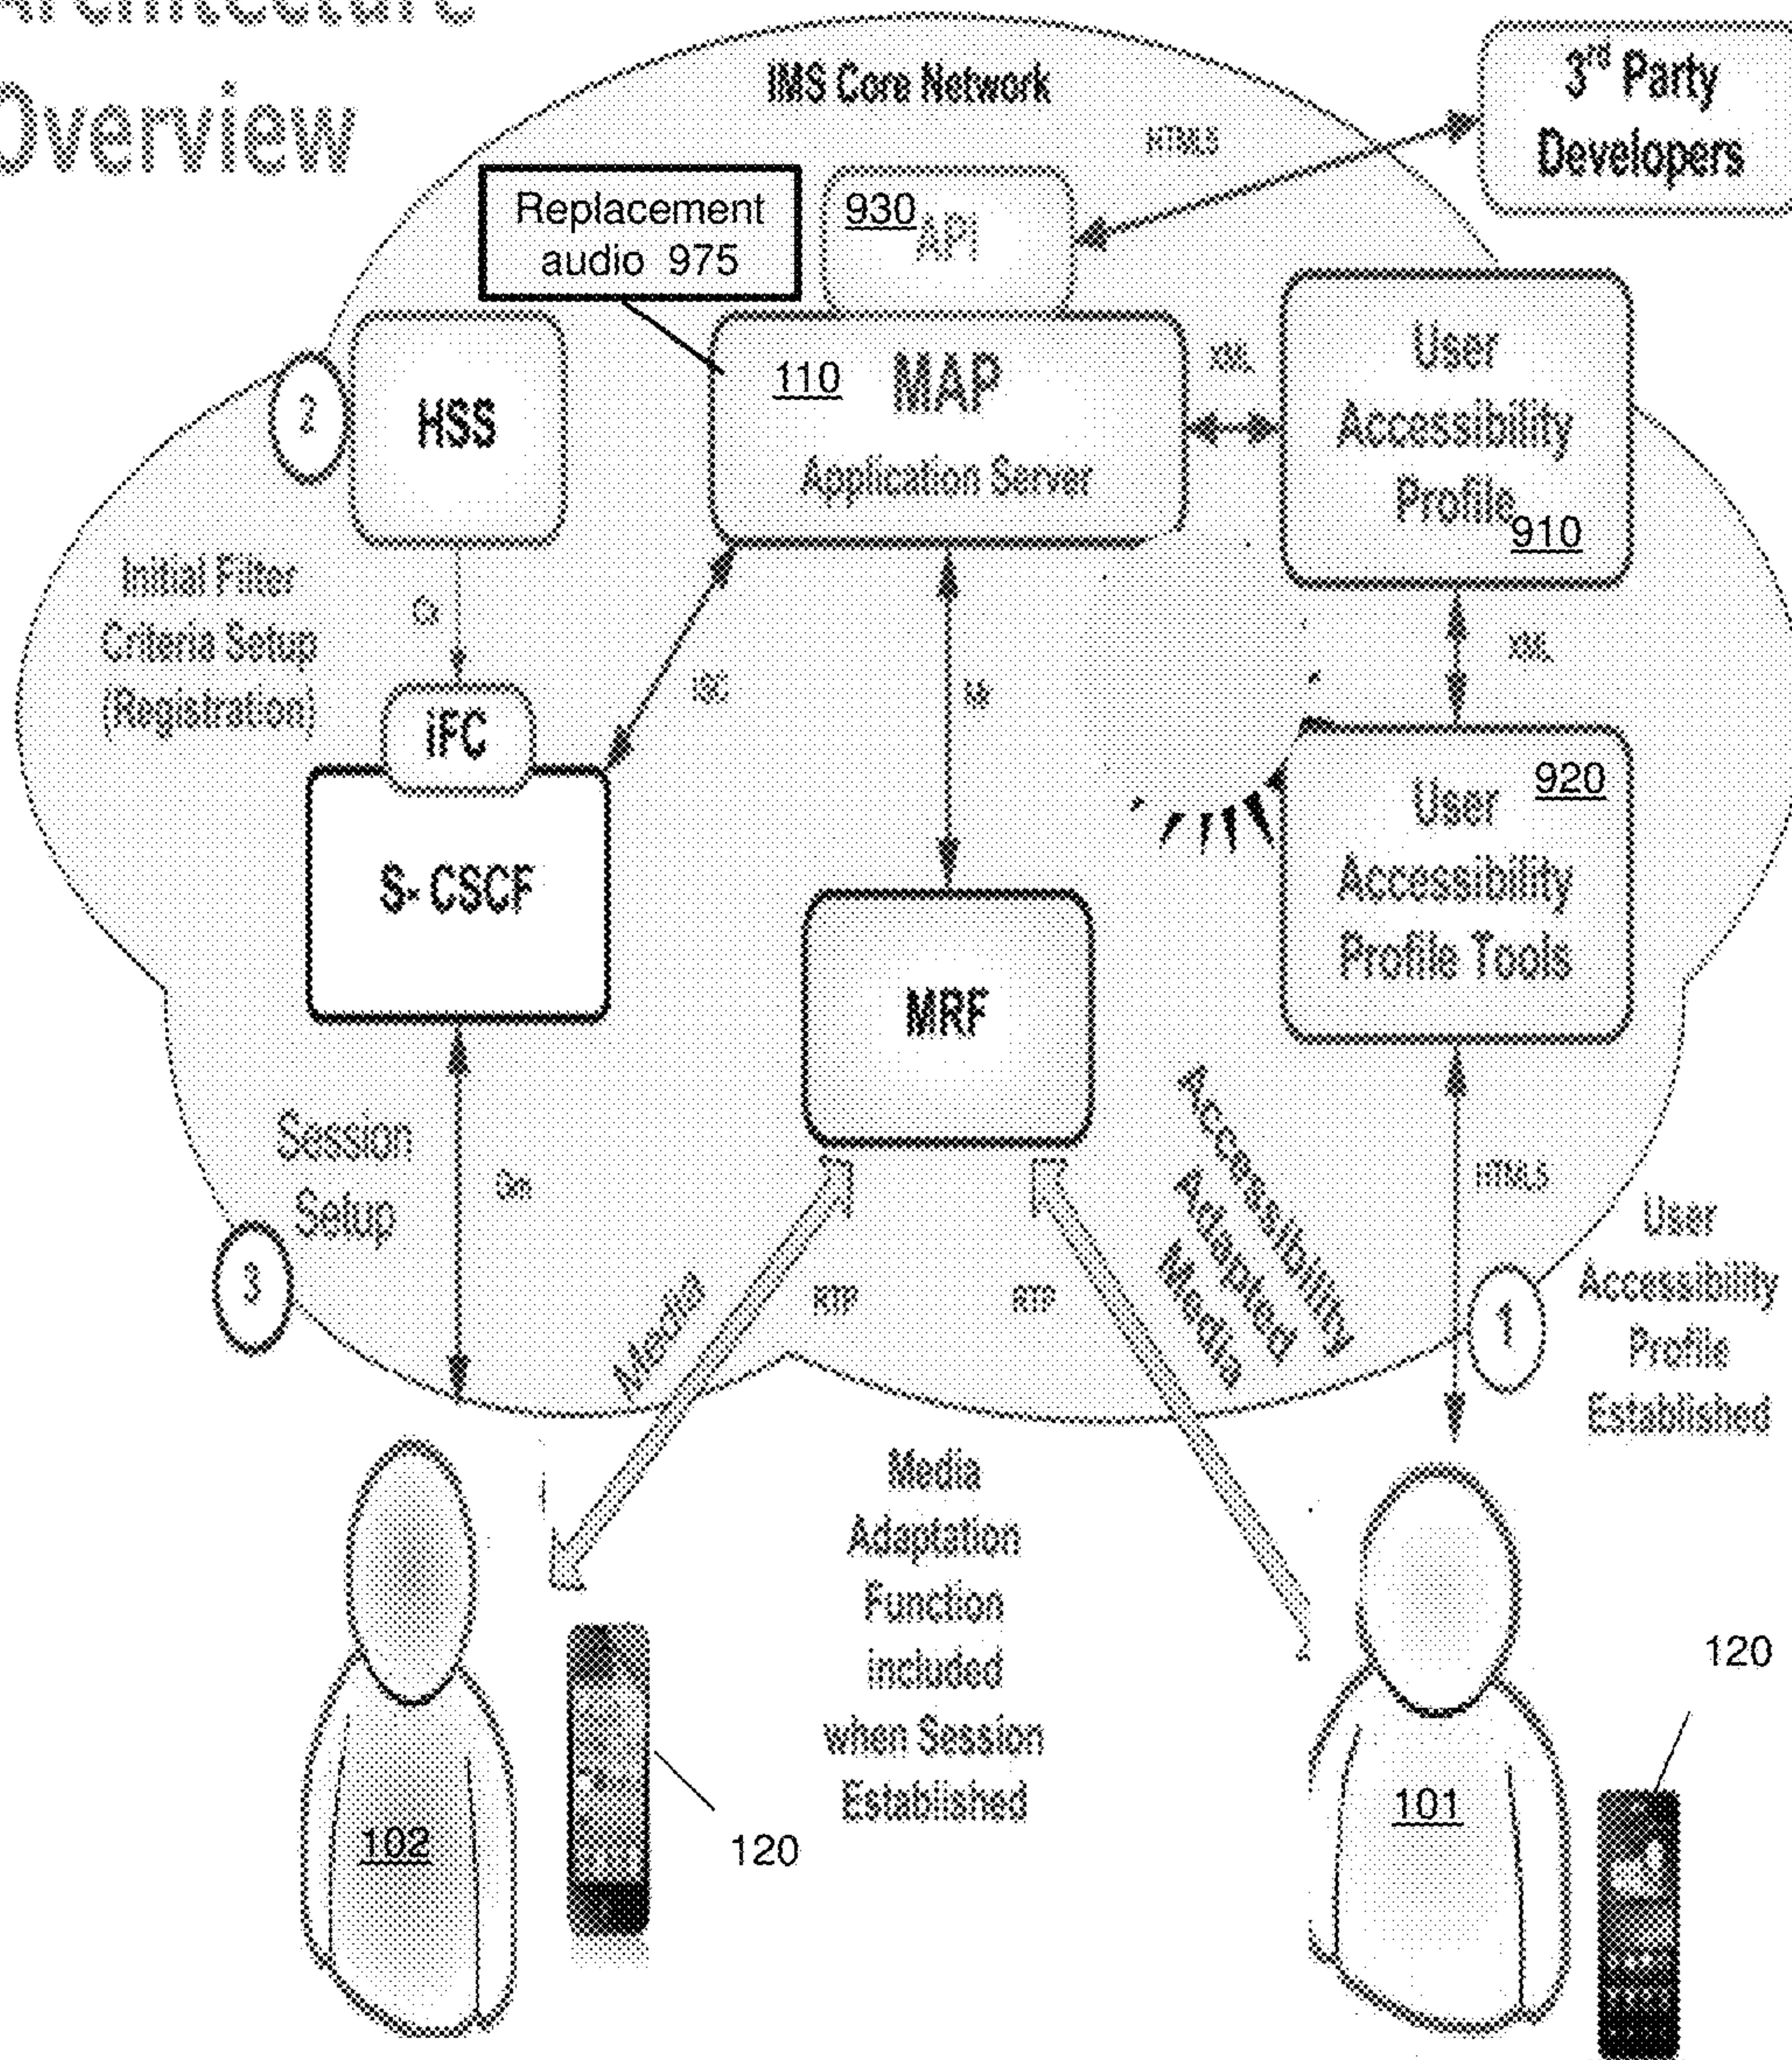 Architecture
Overview
IMS Core Network
3rd Party
Developers
HTML5
Replacement
audio 975
930
API
2
HSS
110
MAP
Application Server
XML
User
Accessibility
Profile
910
Initial Filter
Criteria Setup
(Registration)
Cx
ISC
XML
iFC
S-CSCF
920
User
Accessibility
Profile Tools
MRF
Session
Setup
3
Gm
Media
RTP
RTP
Accessibility
Adapted
Media
HTML5
1
User
Accessibility
Profile
Established
Media
Adaptation
Function
included
when Session
Established
102
120
101
120